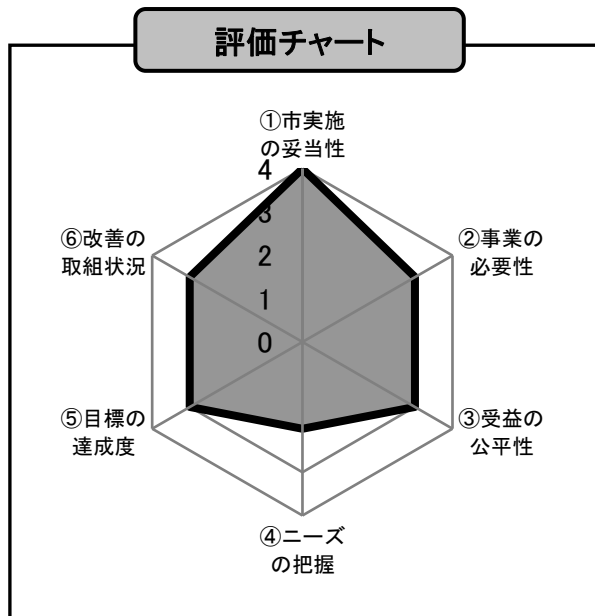 評価チャート
①市実施
の妥当性
4
3
2
1
0
②事業の
必要性
③受益の
公平性
④ニーズ
の把握
⑤目標の
達成度
⑥改善の
取組状況